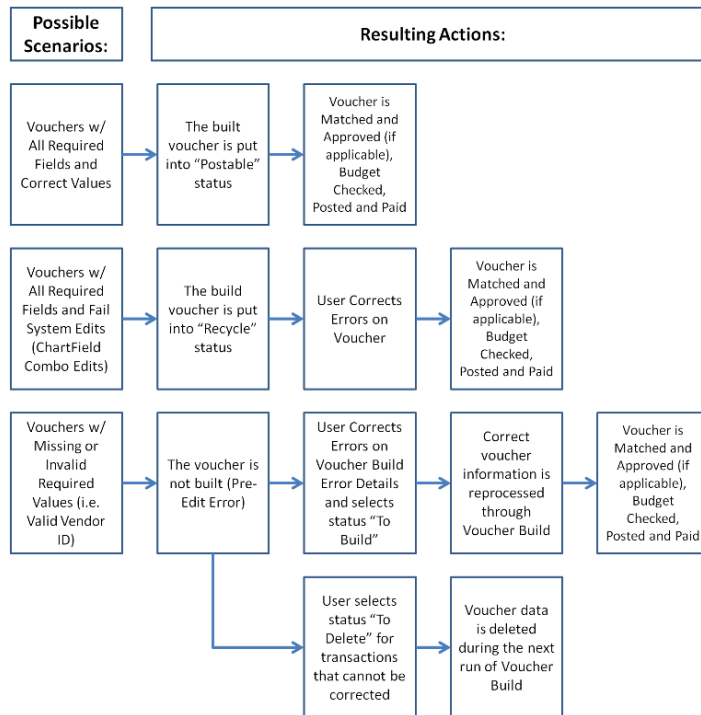 Possible
Scenarios:
Resulting Actions:
Vouchers w/
All Required
Fields and
Correct Values
The built
voucher is put
into “Postable”
status
Voucher is
Matched and
Approved (if
applicable),
Budget
Checked,
Posted and Paid
Vouchers w/
All Required
Fields and Fail
System Edits
(ChartField
Combo Edits)
The build
voucher is put
into “Recycle”
status
User Corrects
Errors on
Voucher
Voucher is
Matched and
Approved (if
applicable),
Budget
Checked,
Posted and Paid
Vouchers w/
Missing or
Invalid
Required
Values (i.e.
Valid Vendor
ID)
The voucher is
not built (Pre-
Edit Error)
User Corrects
Errors on
Voucher Build
Error Details
and selects
status “To
Build”
Correct
voucher
information is
reprocessed
through
Voucher Build
Voucher is
Matched and
Approved (if
applicable),
Budget
Checked,
Posted and Paid
User selects
status “To
Delete” for
transactions
that cannot be
corrected
Voucher data
is deleted
during the next
run of Voucher
Build